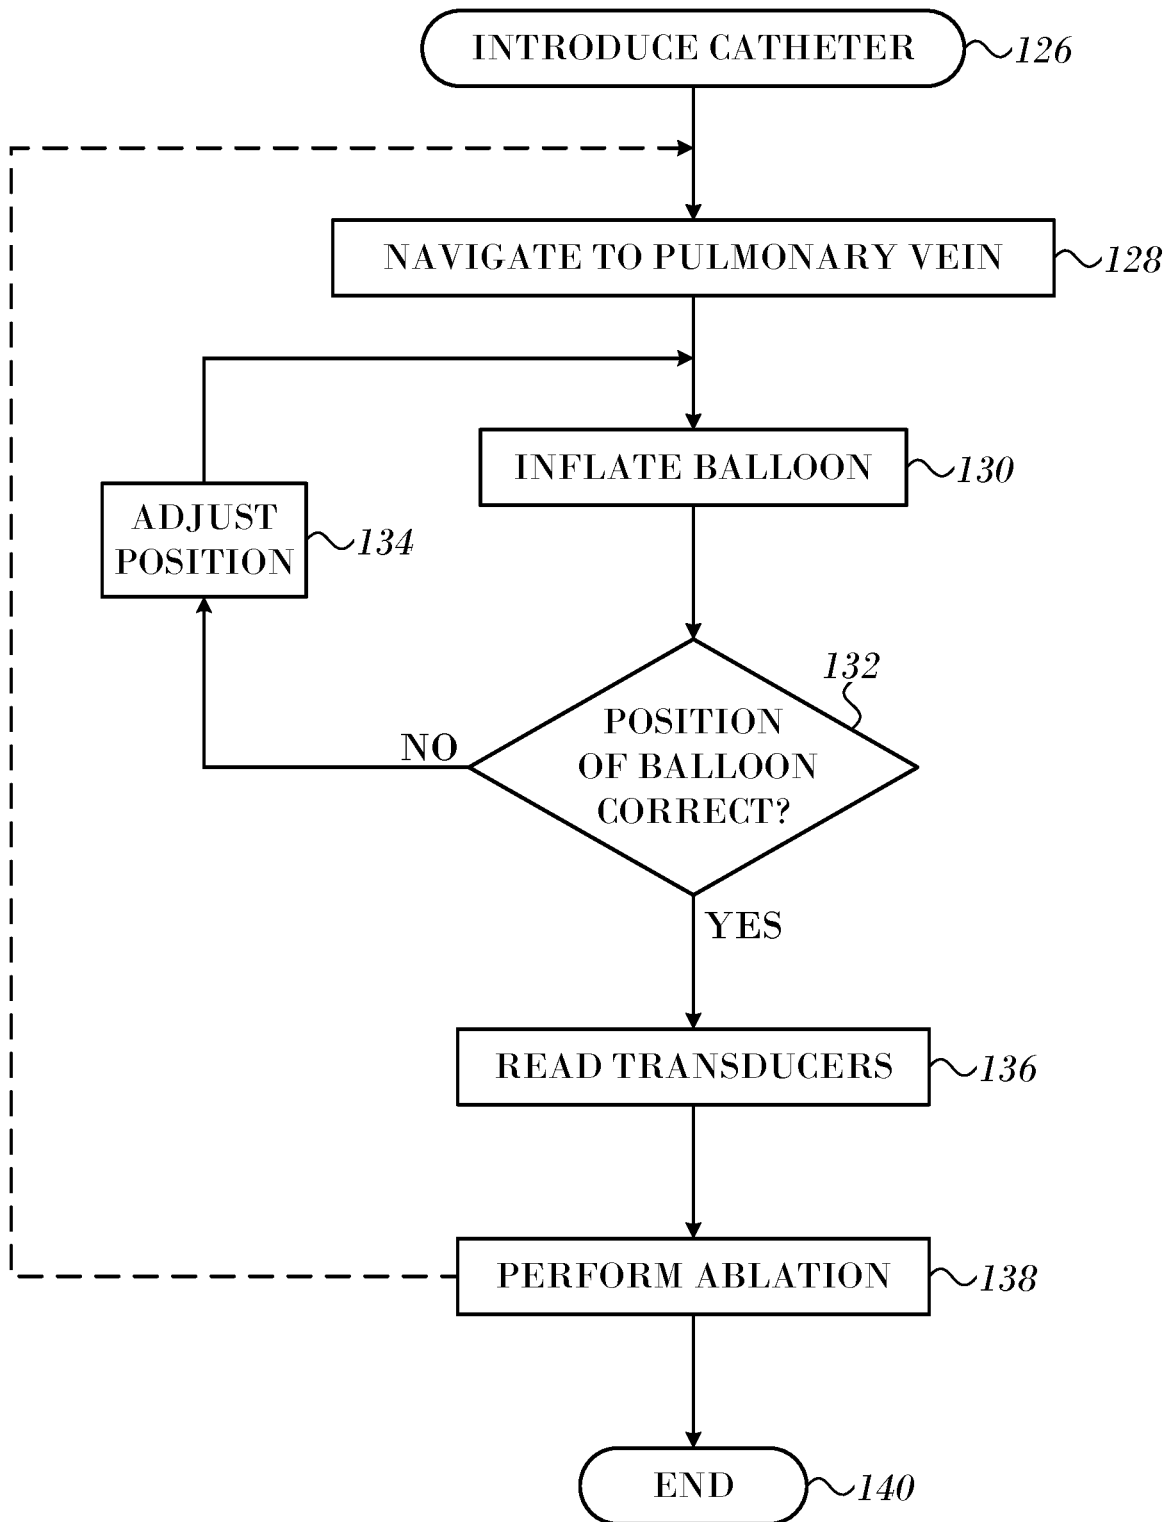 INTRODUCE CATHETER
126
NAVIGATE TO PULMONARY VEIN
128
INFLATE BALLOON
130
ADJUST
POSITION
134
132
POSITION
OF BALLOON
CORRECT?
NO
YES
READ TRANSDUCERS
136
PERFORM ABLATION
138
END
140